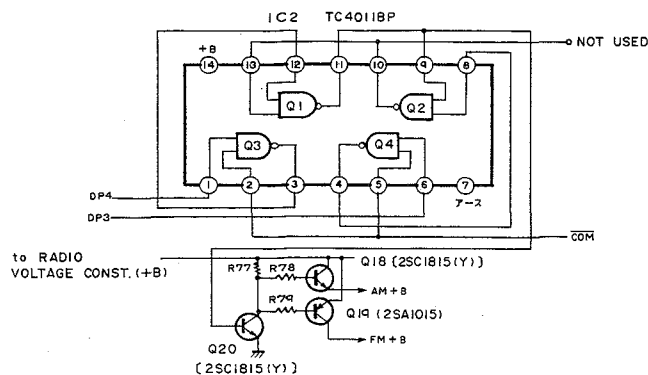 IC2 TC4011BP
NOT USED
+B
14 13 12 11 10 9 8
Q1 Q2
Q3 Q4
1 2 3 4 5 6 7
アース
DP4
DP3
COM
to RADIO
VOLTAGE CONST.(+B)
R77 R78
Q18 [2SC1815(Y)]
AM+B
R79
Q19 (2SA1015)
FM+B
Q20
[2SC1815(Y)]